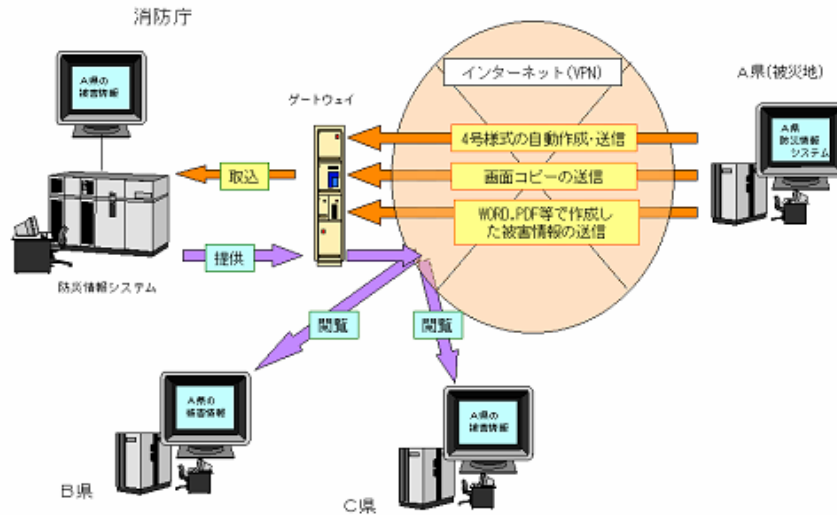 消防庁
A県の
被害情報
ゲートウェイ
インターネット(VPN)
A県(被災地)
A県
防災情報
システム
4号様式の自動作成・送信
画面コピーの送信
WORD,PDF等で作成し
た被害情報の送信
取込
提供
防災情報システム
閲覧
閲覧
A県の
被害情報
B県
A県の
被害情報
C県